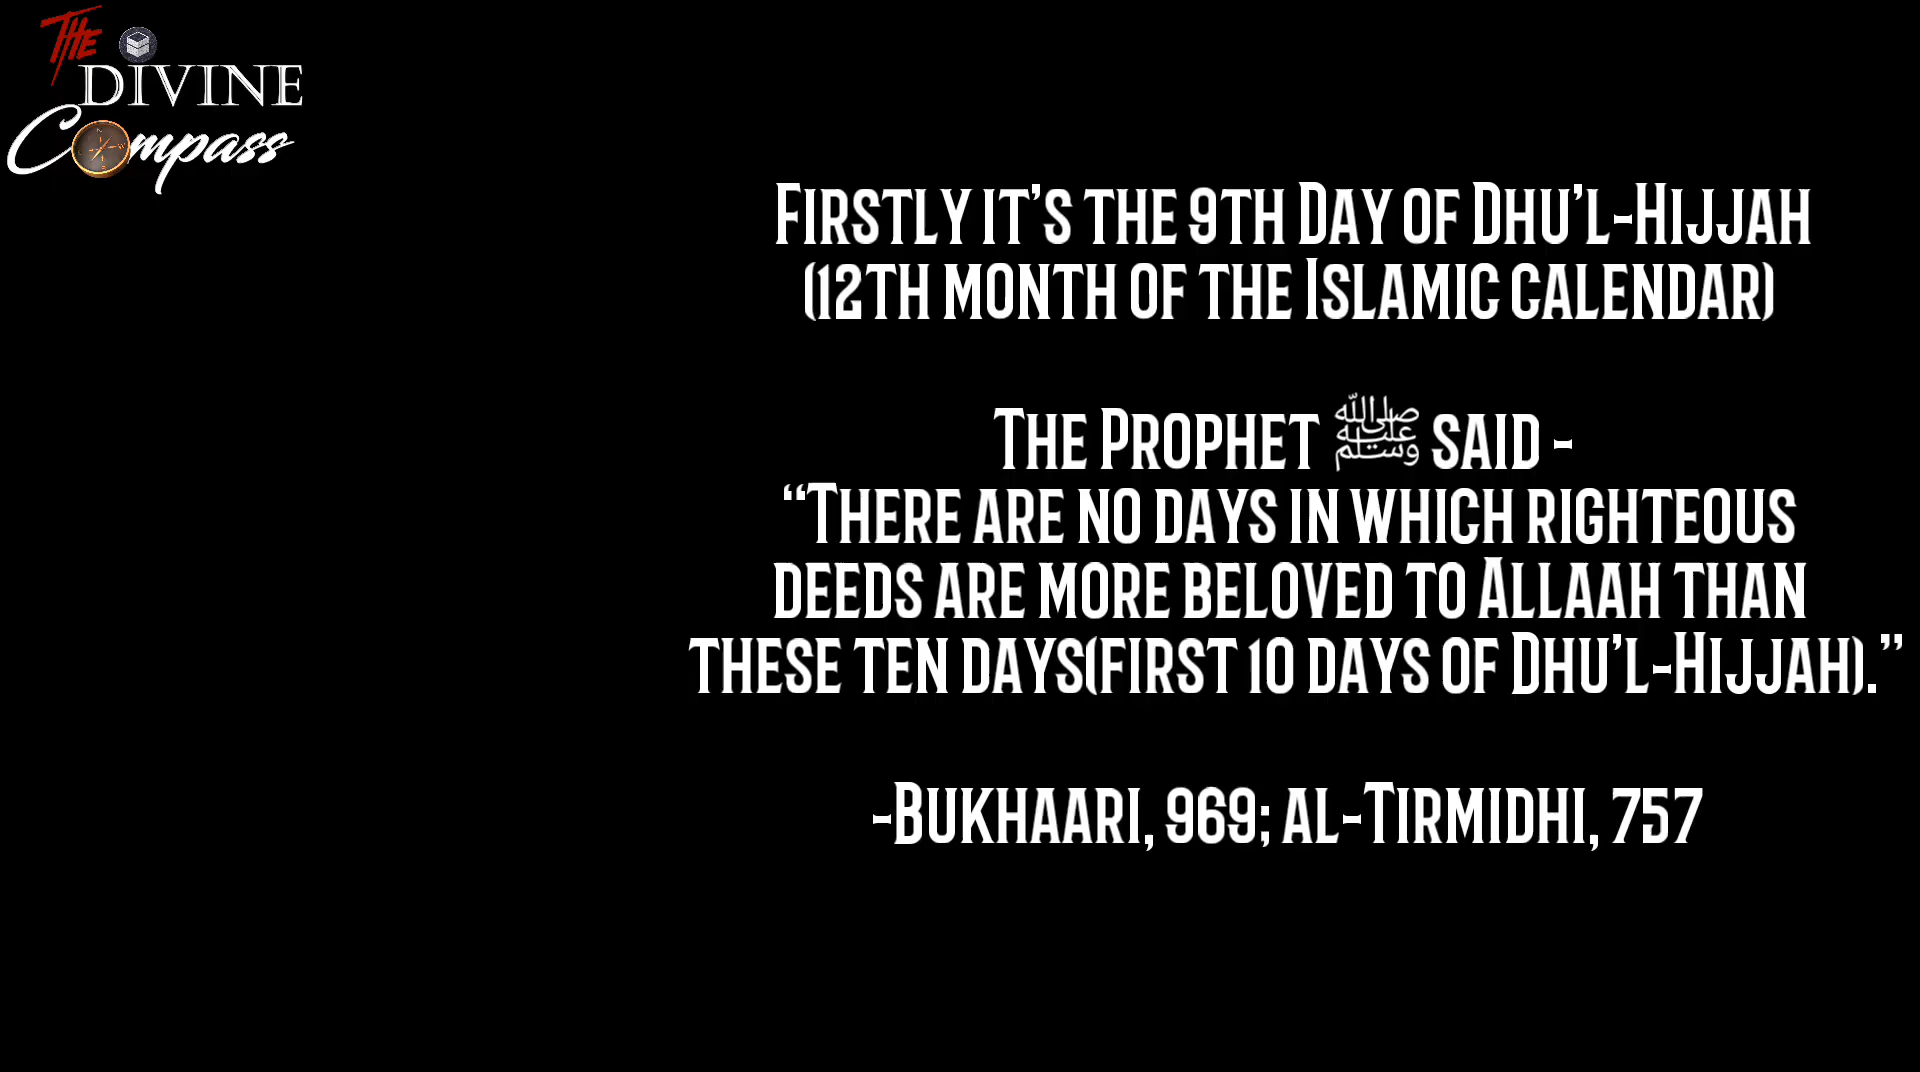 THE
DIVINE
Compass
FIRSTLY IT’S THE 9TH DAY OF DHU’L-HIJJAH
(12TH MONTH OF THE ISLAMIC CALENDAR)
THE PROPHET ﷺ SAID -
“THERE ARE NO DAYS IN WHICH RIGHTEOUS
DEEDS ARE MORE BELOVED TO ALLAAH THAN
THESE TEN DAYS(FIRST 10 DAYS OF DHU’L-HIJJAH).”
-BUKHAARI, 969; AL-TIRMIDHI, 757